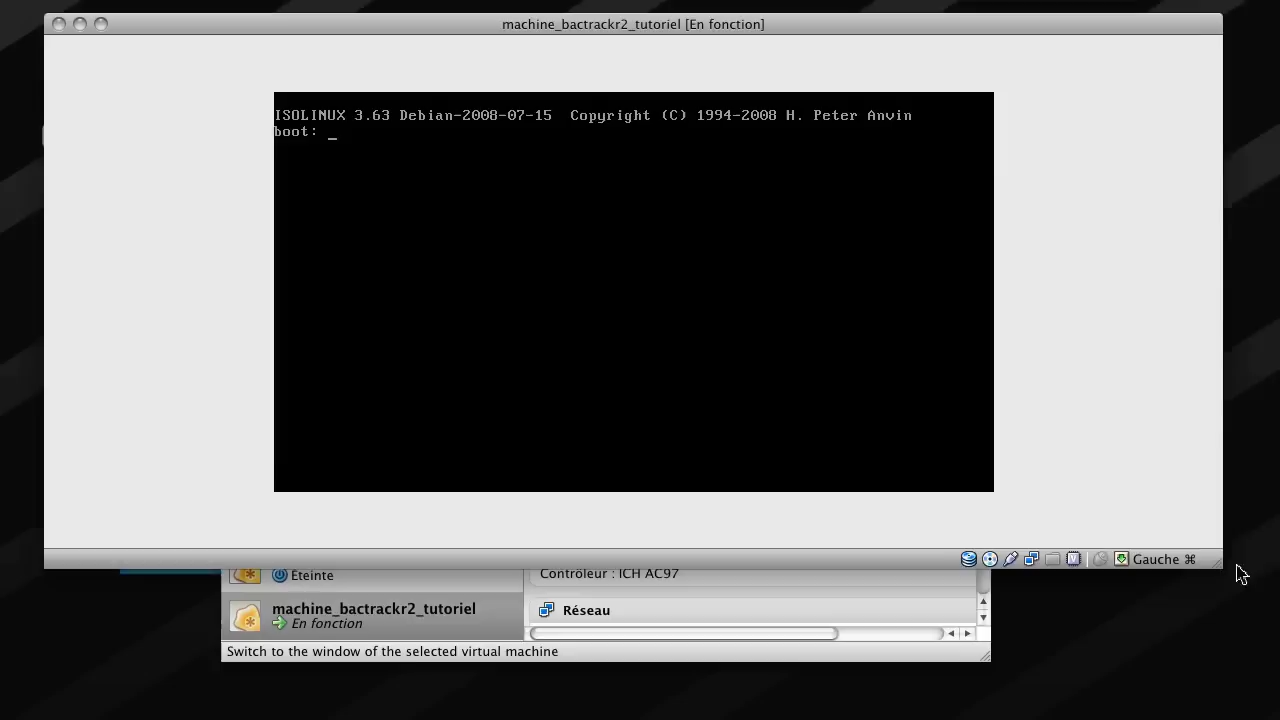 machine_bactrackr2_tutoriel [En fonction]
ISOLINUX 3.63 Debian-2008-07-15  Copyright (C) 1994-2008 H. Peter Anvin
boot: _
Gauche ⌘
Eteinte
Contrôleur : ICH AC97
machine_bactrackr2_tutoriel
En fonction
Réseau
Switch to the window of the selected virtual machine